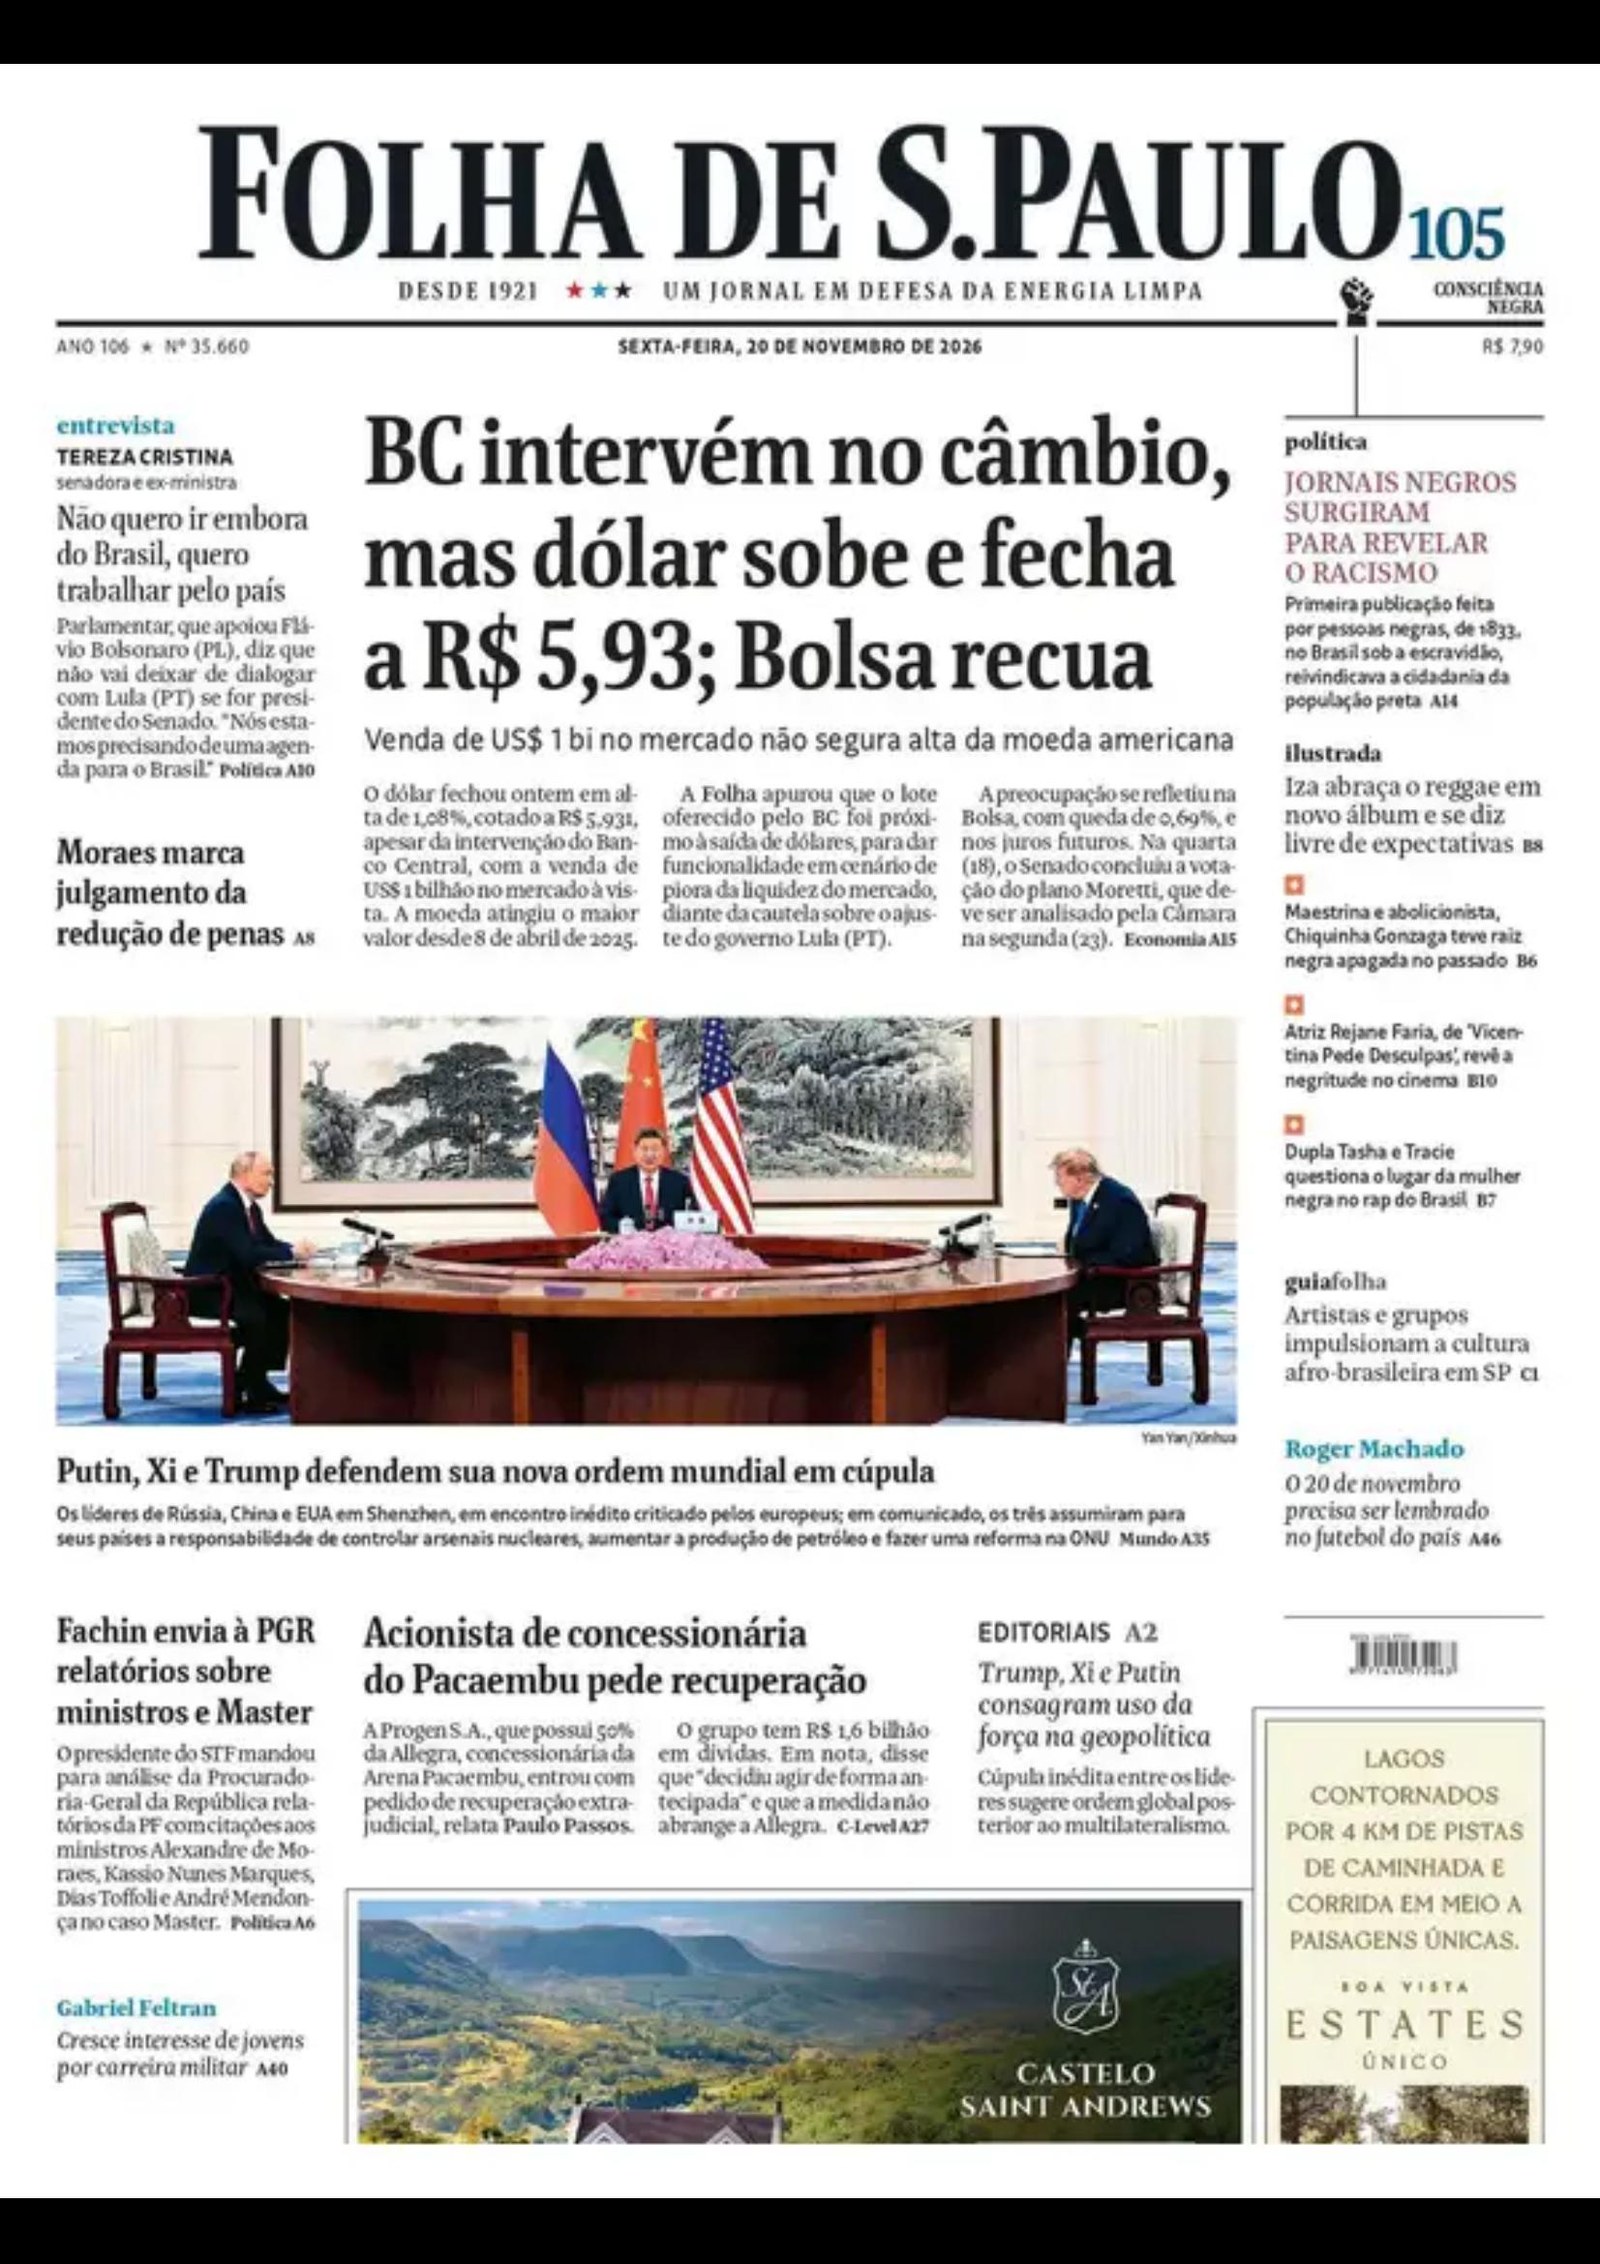 FOLHA DE S.PAULO 105
DESDE 1921 ★★★ UM JORNAL EM DEFESA DA ENERGIA LIMPA
CONSCIÊNCIA
NEGRA
ANO 106 ★ Nº 35.660
SEXTA-FEIRA, 20 DE NOVEMBRO DE 2026
R$ 7,90
entrevista
TEREZA CRISTINA
senadora e ex-ministra
Não quero ir embora
do Brasil, quero
trabalhar pelo país
Parlamentar, que apoiou Flá-
vio Bolsonaro (PL), diz que
não vai deixar de dialogar
com Lula (PT) se for presi-
dente do Senado. "Nós esta-
mos precisando de uma agen-
da para o Brasil." Política A10
Moraes marca
julgamento da
redução de penas A8
BC intervém no câmbio,
mas dólar sobe e fecha
a R$ 5,93; Bolsa recua
Venda de US$ 1 bi no mercado não segura alta da moeda americana
O dólar fechou ontem em al-
ta de 1,08%, cotado a R$ 5,931,
apesar da intervenção do Ban-
co Central, com a venda de
US$ 1 bilhão no mercado à vis-
ta. A moeda atingiu o maior
valor desde 8 de abril de 2025.
A Folha apurou que o lote
oferecido pelo BC foi próxi-
mo à saída de dólares, para dar
funcionalidade em cenário de
piora da liquidez do mercado,
diante da cautela sobre o ajus-
te do governo Lula (PT).
A preocupação se refletiu na
Bolsa, com queda de 0,69%, e
nos juros futuros. Na quarta
(18), o Senado concluiu a vota-
ção do plano Moretti, que de-
ve ser analisado pela Câmara
na segunda (23). Economia A15
política
JORNAIS NEGROS
SURGIRAM
PARA REVELAR
O RACISMO
Primeira publicação feita
por pessoas negras, de 1833,
no Brasil sob a escravidão,
reivindicava a cidadania da
população preta A14
ilustrada
Iza abraça o reggae em
novo álbum e se diz
livre de expectativas B8
Maestrina e abolicionista,
Chiquinha Gonzaga teve raiz
negra apagada no passado B6
Atriz Rejane Faria, de 'Vicen-
tina Pede Desculpas', revê a
negritude no cinema B10
Dupla Tasha e Tracie
questiona o lugar da mulher
negra no rap do Brasil B7
guiafolha
Artistas e grupos
impulsionam a cultura
afro-brasileira em SP C1
Roger Machado
O 20 de novembro
precisa ser lembrado
no futebol do país A46
Yan Yan/Xinhua
Putin, Xi e Trump defendem sua nova ordem mundial em cúpula
Os líderes de Rússia, China e EUA em Shenzhen, em encontro inédito criticado pelos europeus; em comunicado, os três assumiram para
seus países a responsabilidade de controlar arsenais nucleares, aumentar a produção de petróleo e fazer uma reforma na ONU Mundo A35
Fachin envia à PGR
relatórios sobre
ministros e Master
O presidente do STF mandou
para análise da Procurado-
ria-Geral da República rela-
tórios da PF com citações aos
ministros Alexandre de Mo-
raes, Kassio Nunes Marques,
Dias Toffoli e André Mendon-
ça no caso Master. Política A6
Gabriel Feltran
Cresce interesse de jovens
por carreira militar A40
Acionista de concessionária
do Pacaembu pede recuperação
A Progen S.A., que possui 50%
da Allegra, concessionária da
Arena Pacaembu, entrou com
pedido de recuperação extra-
judicial, relata Paulo Passos.
O grupo tem R$ 1,6 bilhão
em dívidas. Em nota, disse
que "decidiu agir de forma an-
tecipada" e que a medida não
abrange a Allegra. C-Level A27
EDITORIAIS A2
Trump, Xi e Putin
consagram uso da
força na geopolítica
Cúpula inédita entre os líde-
res sugere ordem global pos-
terior ao multilateralismo.
StA
CASTELO
SAINT ANDREWS
LAGOS
CONTORNADOS
POR 4 KM DE PISTAS
DE CAMINHADA E
CORRIDA EM MEIO A
PAISAGENS ÚNICAS.
BOA VISTA
ESTATES
ÚNICO